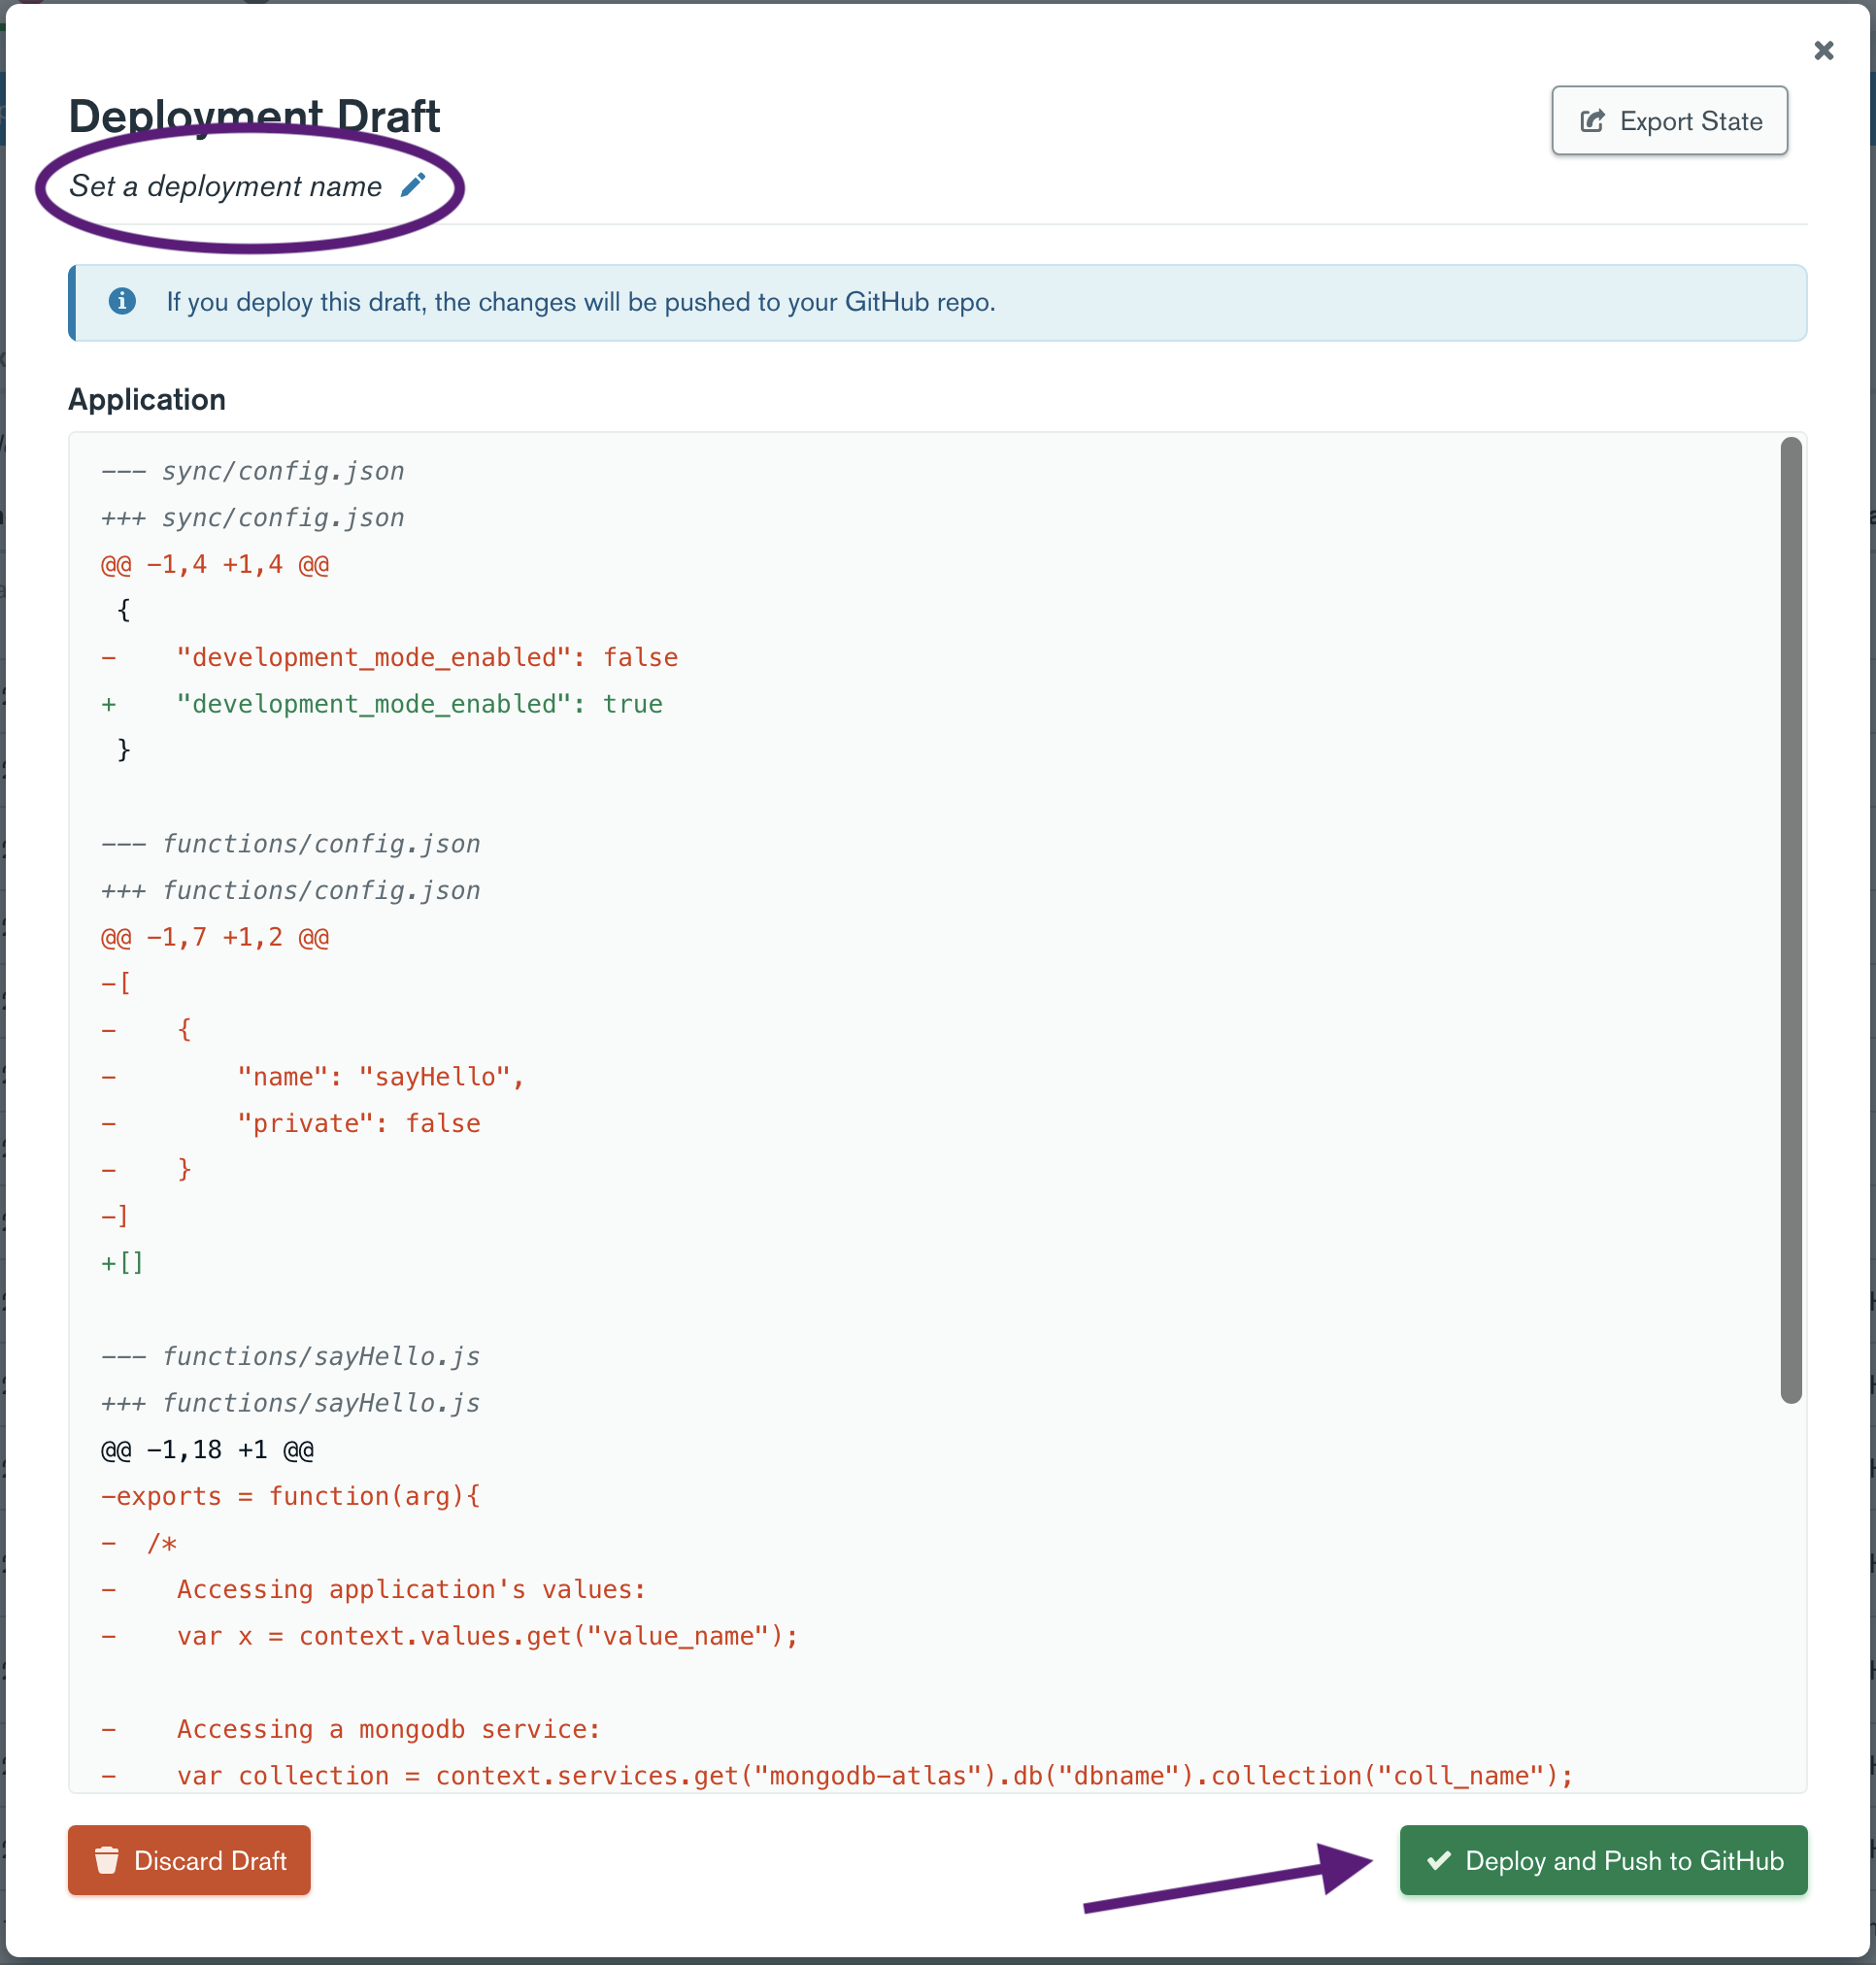 Deployment Draft
Export State
Set a deployment name
If you deploy this draft, the changes will be pushed to your GitHub repo.
Application
--- sync/config.json
+++ sync/config.json
@@ -1,4 +1,4 @@
 {
-    "development_mode_enabled": false
+    "development_mode_enabled": true
 }
--- functions/config.json
+++ functions/config.json
@@ -1,7 +1,2 @@
-[
-    {
-        "name": "sayHello",
-        "private": false
-    }
-]
+[]
--- functions/sayHello.js
+++ functions/sayHello.js
@@ -1,18 +1 @@
-exports = function(arg){
-  /*
-    Accessing application's values:
-    var x = context.values.get("value_name");
-    Accessing a mongodb service:
-    var collection = context.services.get("mongodb-atlas").db("dbname").collection("coll_name");
Discard Draft
Deploy and Push to GitHub